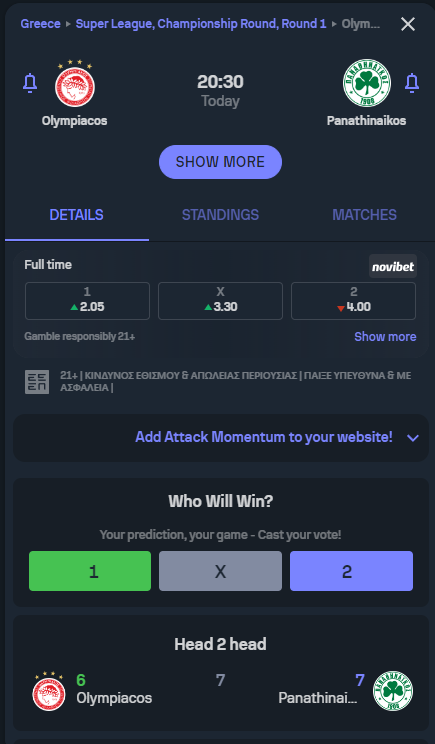 Greece ▸ Super League, Championship Round, Round 1 ▸ Olym...
20:30
Today
Olympiacos
ΠΑΝΑΘΗΝΑΪΚΟΣ
1908
Panathinaikos
SHOW MORE
DETAILS STANDINGS MATCHES
Full time
novibet
1 X 2
2.05 3.30 4.00
Gamble responsibly 21+
Show more
ΕΕΕΠ
21+ | ΚΙΝΔΥΝΟΣ ΕΘΙΣΜΟΥ & ΑΠΩΛΕΙΑΣ ΠΕΡΙΟΥΣΙΑΣ | ΠΑΙΞΕ ΥΠΕΥΘΥΝΑ & ΜΕ
ΑΣΦΑΛΕΙΑ |
Add Attack Momentum to your website!
Who Will Win?
Your prediction, your game - Cast your vote!
1 X 2
Head 2 head
6 7 7
Olympiacos Panathinai...